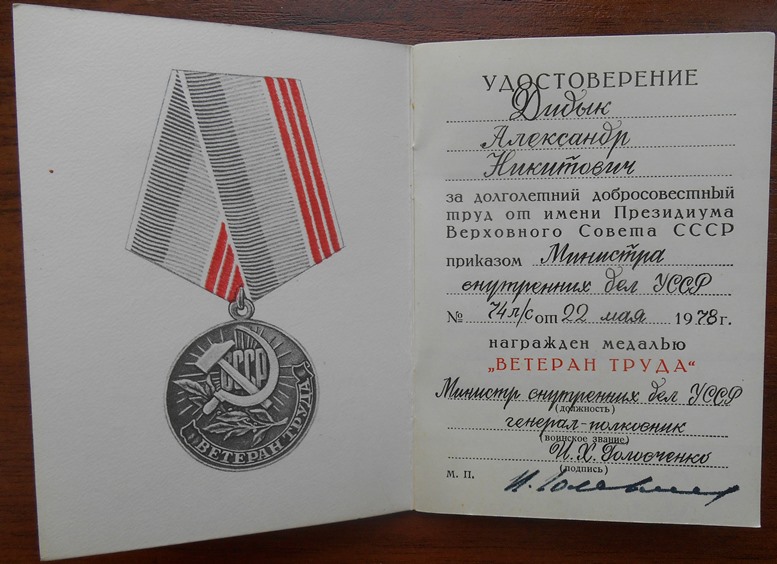 СССР
ВЕТЕРАН ТРУДА
УДОСТОВЕРЕНИЕ
Дидык
Александр
Никитович
за долголетний добросовестный
труд от имени Президиума
Верховного Совета СССР
приказом Министра
внутренних дел УССР
№ 74 л/с от 22 мая 1978 г.
награжден медалью
„ВЕТЕРАН ТРУДА“
Министр внутренних дел УССР
(должность)
генерал-полковник
(воинское звание)
И. Х. Головченко
(подпись)
М. П.